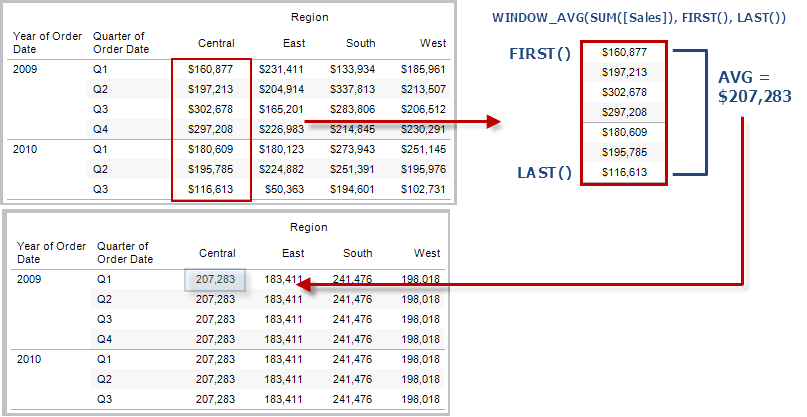 Region
Year of Order Date Quarter of Order Date Central East South West
2009 Q1 $160,877 $231,411 $133,934 $185,961
Q2 $197,213 $204,914 $337,813 $213,507
Q3 $302,678 $165,201 $283,806 $206,512
Q4 $297,208 $226,983 $214,845 $230,291
2010 Q1 $180,609 $180,123 $273,943 $251,145
Q2 $195,785 $224,882 $251,391 $195,976
Q3 $116,613 $50,363 $194,601 $102,731
WINDOW_AVG(SUM([Sales]), FIRST(), LAST())
FIRST() $160,877
$197,213
$302,678
$297,208
$180,609
$195,785
LAST() $116,613
AVG =
$207,283
Region
Year of Order Date Quarter of Order Date Central East South West
2009 Q1 207,283 183,411 241,476 198,018
Q2 207,283 183,411 241,476 198,018
Q3 207,283 183,411 241,476 198,018
Q4 207,283 183,411 241,476 198,018
2010 Q1 207,283 183,411 241,476 198,018
Q2 207,283 183,411 241,476 198,018
Q3 207,283 183,411 241,476 198,018